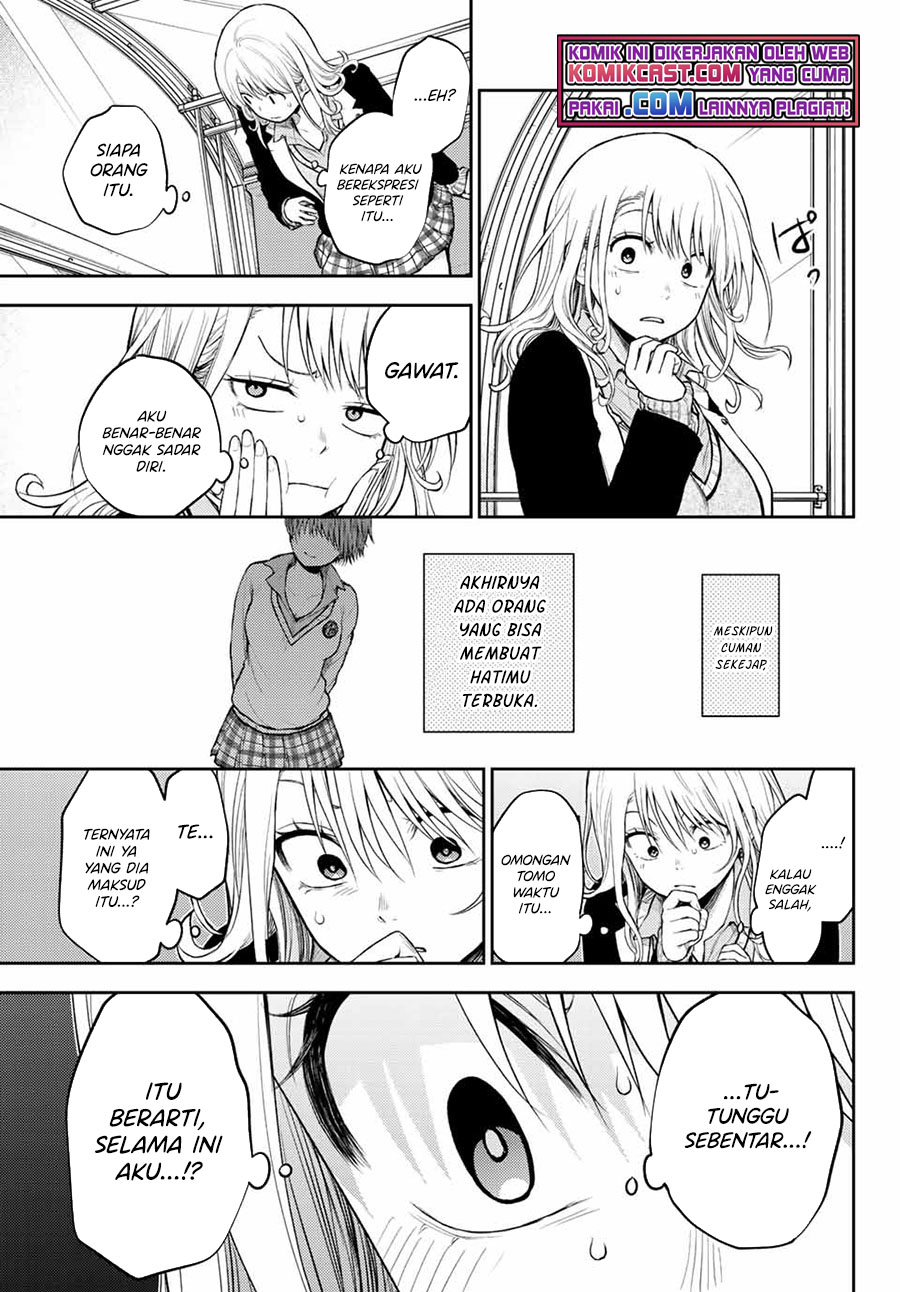 KOMIK INI DIKERJAKAN OLEH WEB
KOMIKCAST.COM YANG CUMA
PAKAI .COM LAINNYA PLAGIAT!
ぱっ
...EH?
KENAPA AKU
BEREKSPRESI
SEPERTI
ITU...
SIAPA
ORANG
ITU.
GAWAT.
AKU
BENAR-BENAR
NGGAK SADAR
DIRI.
MESKIPUN
CUMAN
SEKEJAP,
AKHIRNYA
ADA ORANG
YANG BISA
MEMBUAT
HATIMU
TERBUKA.
.....!
KALAU
ENGGAK
SALAH,
OMONGAN
TOMO
WAKTU
ITU...
TE...
TERNYATA
INI YA
YANG DIA
MAKSUD
ITU...?
...TU-
TUNGGU
SEBENTAR...!
ITU
BERARTI,
SELAMA INI
AKU...!?